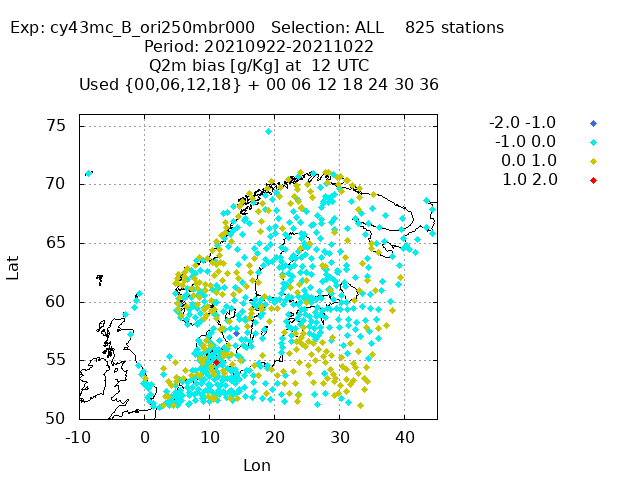 Exp: cy43mc_B_ori250mbr000   Selection: ALL    825 stations
Period: 20210922-20211022
Q2m bias [g/Kg] at  12 UTC
Used {00,06,12,18} + 00 06 12 18 24 30 36
-2.0 -1.0
-1.0 0.0
0.0 1.0
1.0 2.0
75
70
65
60
55
50
Lat
-10 0 10 20 30 40
Lon